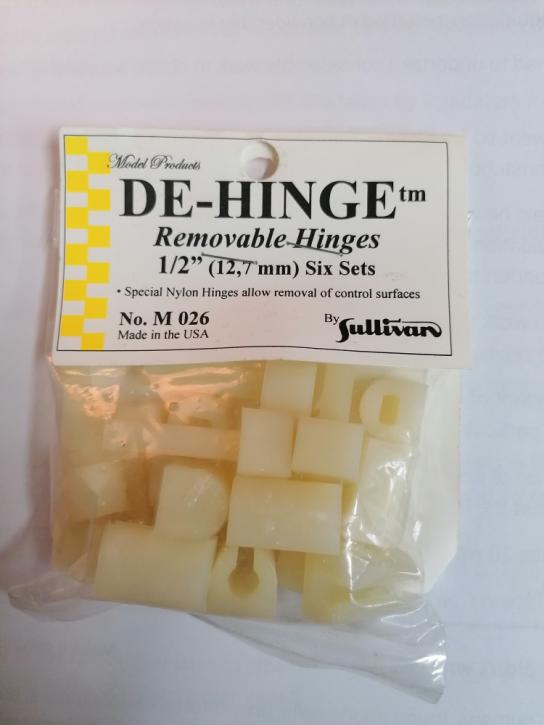 Model Products
DE-HINGE™
Removable Hinges
1/2” (12,7 mm) Six Sets
• Special Nylon Hinges allow removal of control surfaces
No. M 026
Made in the USA
By Sullivan